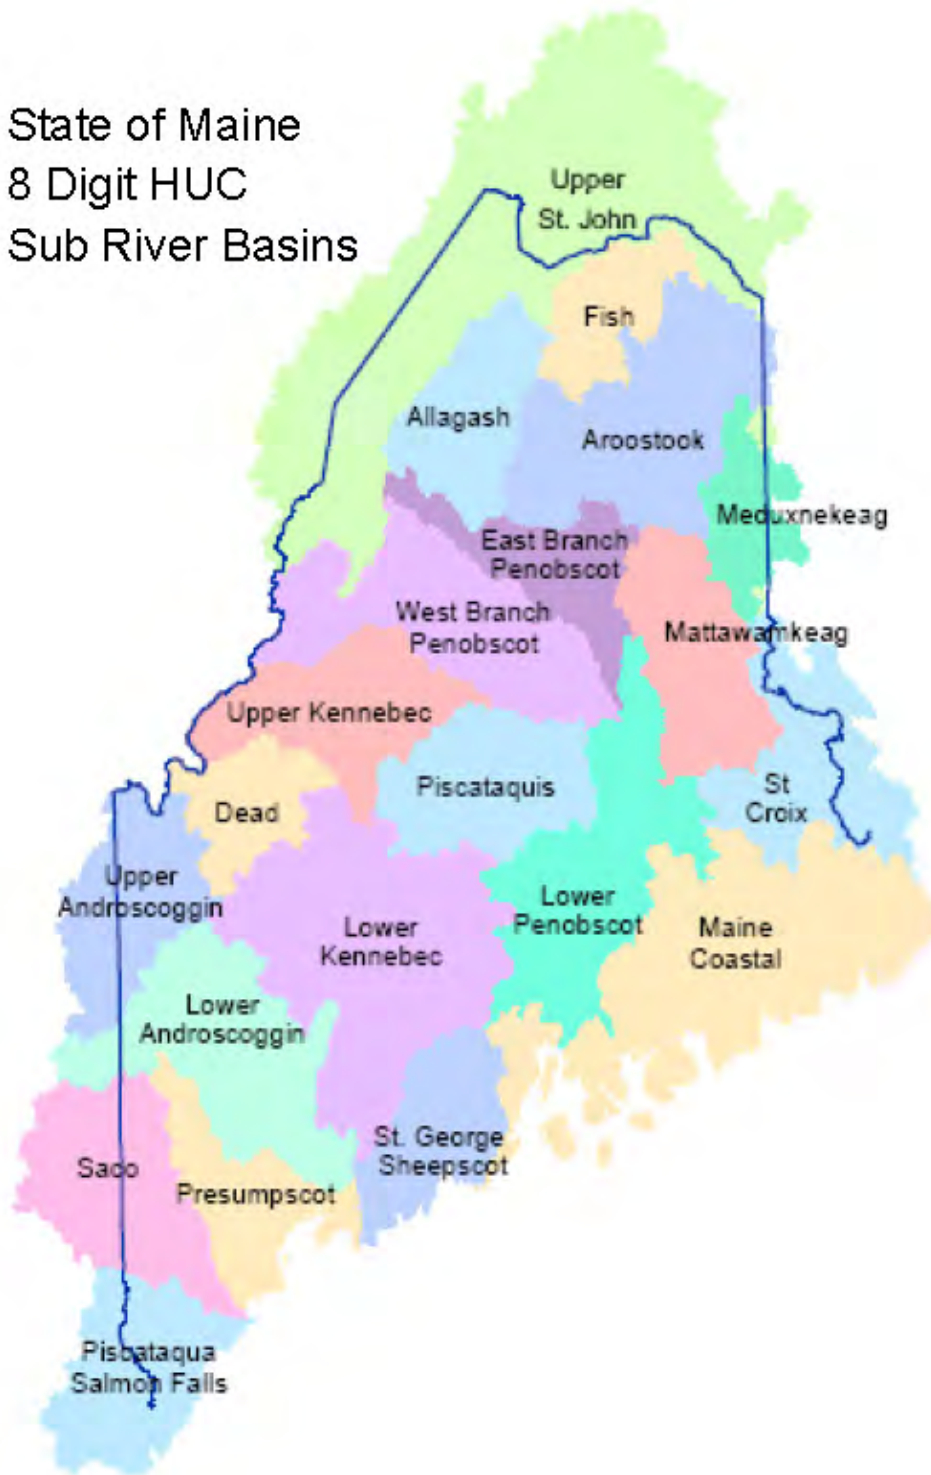 State of Maine
8 Digit HUC
Sub River Basins
Upper
St. John
Fish
Allagash
Aroostook
Meduxnekeag
East Branch
Penobscot
West Branch
Penobscot
Mattawamkeag
Upper Kennebec
Piscataquis
St
Croix
Dead
Upper
Androscoggin
Lower
Kennebec
Lower
Penobscot
Maine
Coastal
Lower
Androscoggin
St. George
Sheepscot
Saco
Presumpscot
Piscataqua
Salmon Falls